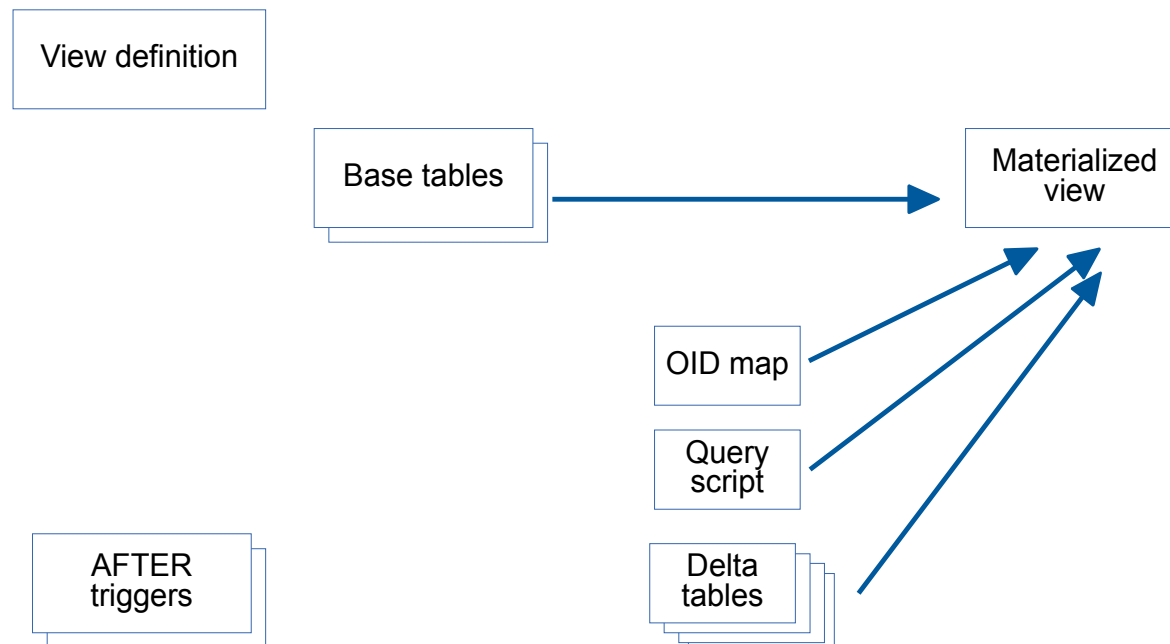 View definition
Base tables
Materialized
view
OID map
Query
script
AFTER
triggers
Delta
tables